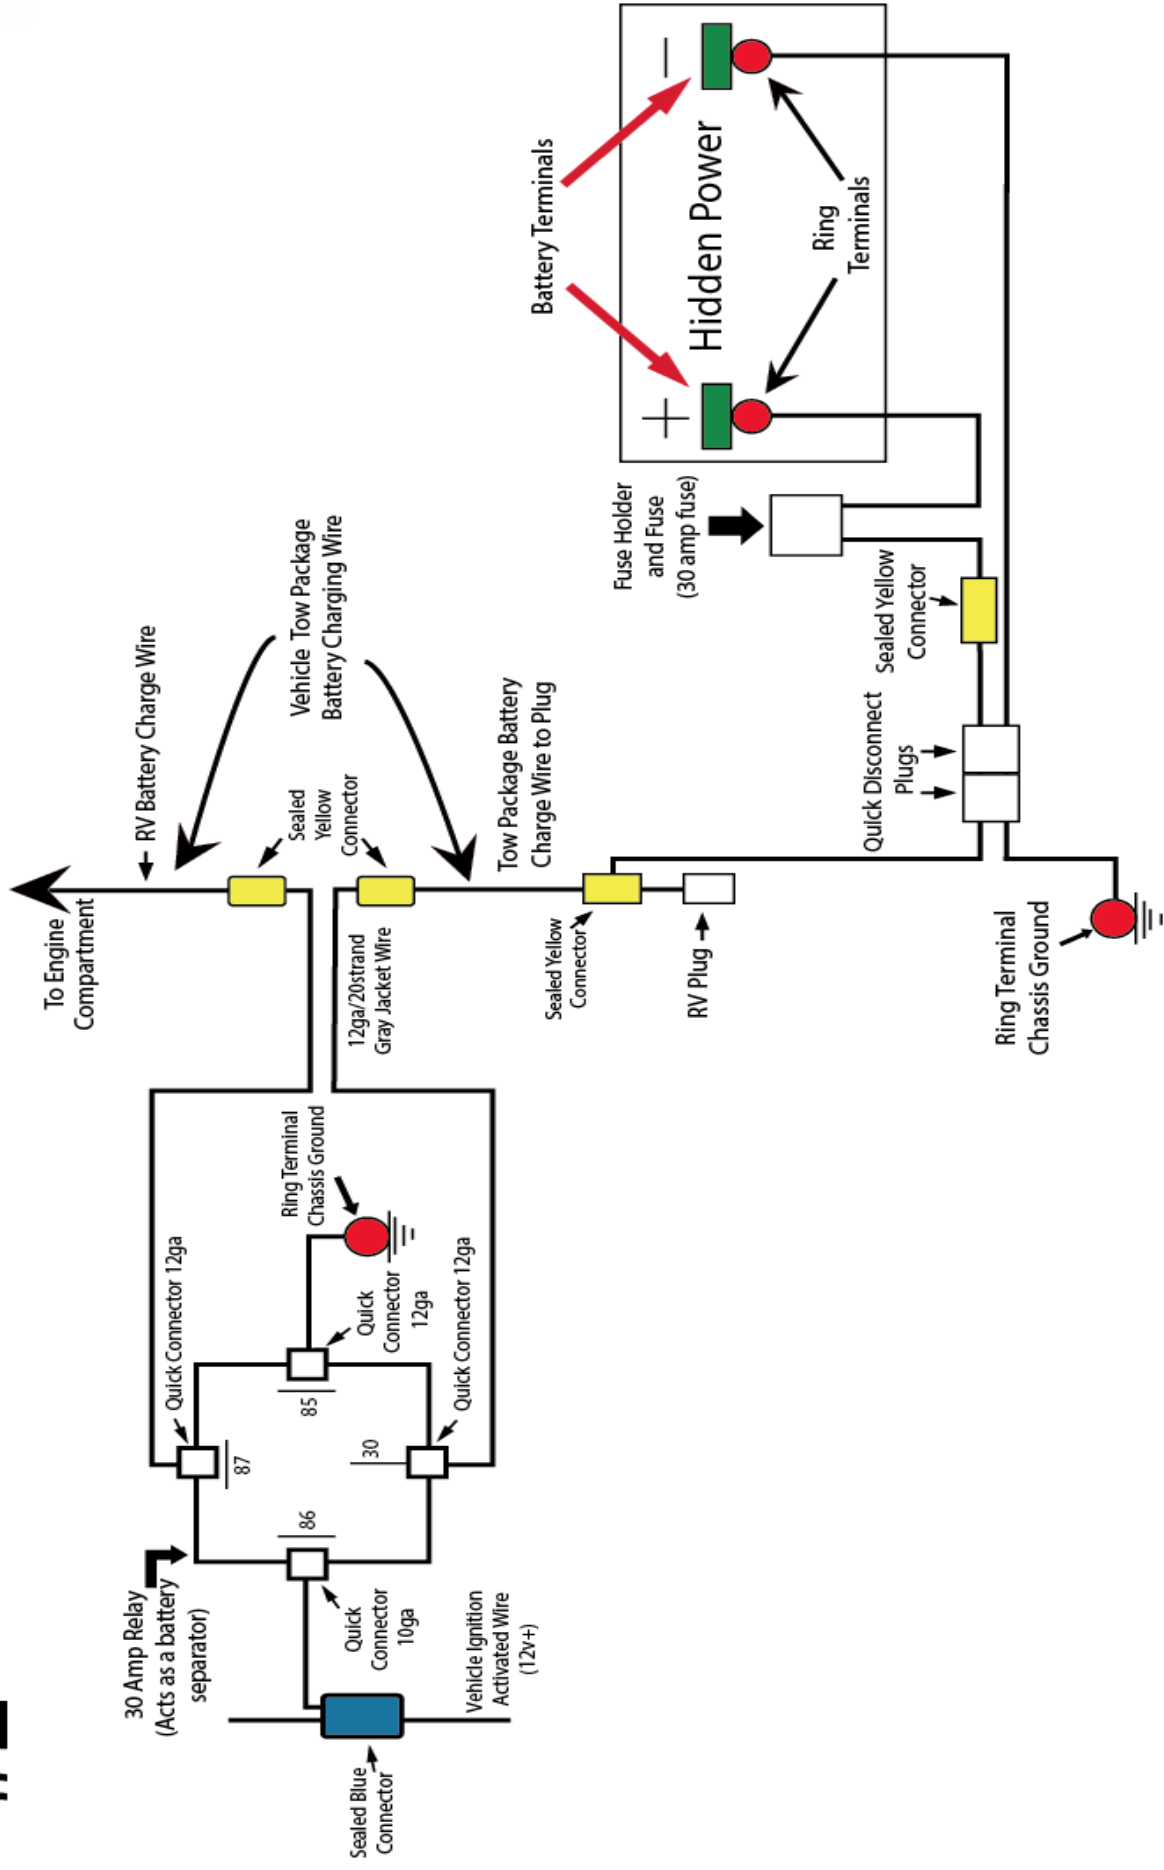 To Engine
Compartment
RV Battery Charge Wire
Vehicle Tow Package
Battery Charging Wire
Sealed
Yellow
Connector
12ga/20strand
Gray Jacket Wire
Tow Package Battery
Charge Wire to Plug
Sealed Yellow
Connector
RV Plug
Battery Terminals
+
−
Hidden Power
Ring
Terminals
Fuse Holder
and Fuse
(30 amp fuse)
Sealed Yellow
Connector
Quick Disconnect
Plugs
Ring Terminal
Chassis Ground
30 Amp Relay
(Acts as a battery
separator)
Quick Connector 12ga
87
86
85
30
Quick
Connector
12ga
Ring Terminal
Chassis Ground
Quick Connector 12ga
Quick
Connector
10ga
Vehicle Ignition
Activated Wire
(12v+)
Sealed Blue
Connector